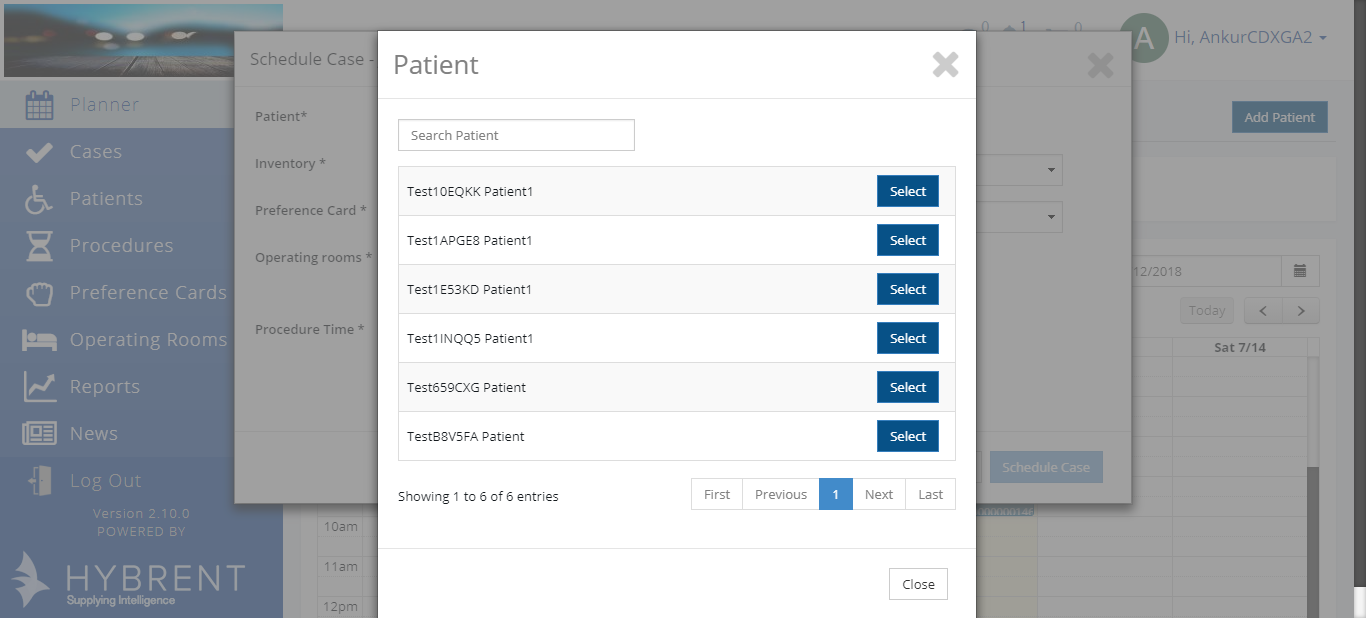 0 1 0
A Hi, AnkurCDXGA2
Planner
Cases
Patients
Procedures
Preference Cards
Operating Rooms
Reports
News
Log Out
Version 2.10.0
POWERED BY
HYBRENT
Supplying Intelligence
Schedule Case -
Patient*
Inventory *
Preference Card *
Operating rooms *
Procedure Time *
Schedule Case
Patient
Search Patient
Test10EQKK Patient1 Select
Test1APGE8 Patient1 Select
Test1E53KD Patient1 Select
Test1INQQ5 Patient1 Select
Test659CXG Patient Select
TestB8V5FA Patient Select
Showing 1 to 6 of 6 entries
First Previous 1 Next Last
Close
Add Patient
12/2018
Today
Sat 7/14
10am
11am
12pm